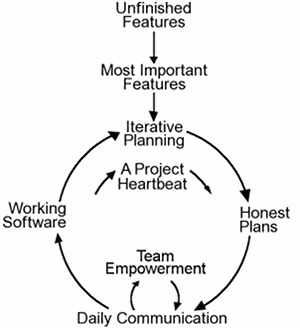 Unfinished
Features
Most Important
Features
Iterative
Planning
A Project
Heartbeat
Working
Software
Honest
Plans
Team
Empowerment
Daily Communication